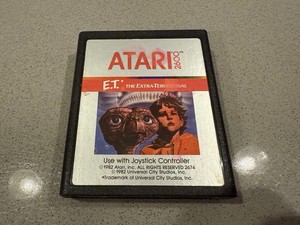 ATARI 2600
E.T.* THE EXTRA-TERRESTRIAL
Use with Joystick Controller
© 1982 Atari, Inc. ALL RIGHTS RESERVED 2674
© 1982 Universal City Studios, Inc.
*Trademark of Universal City Studios, Inc.